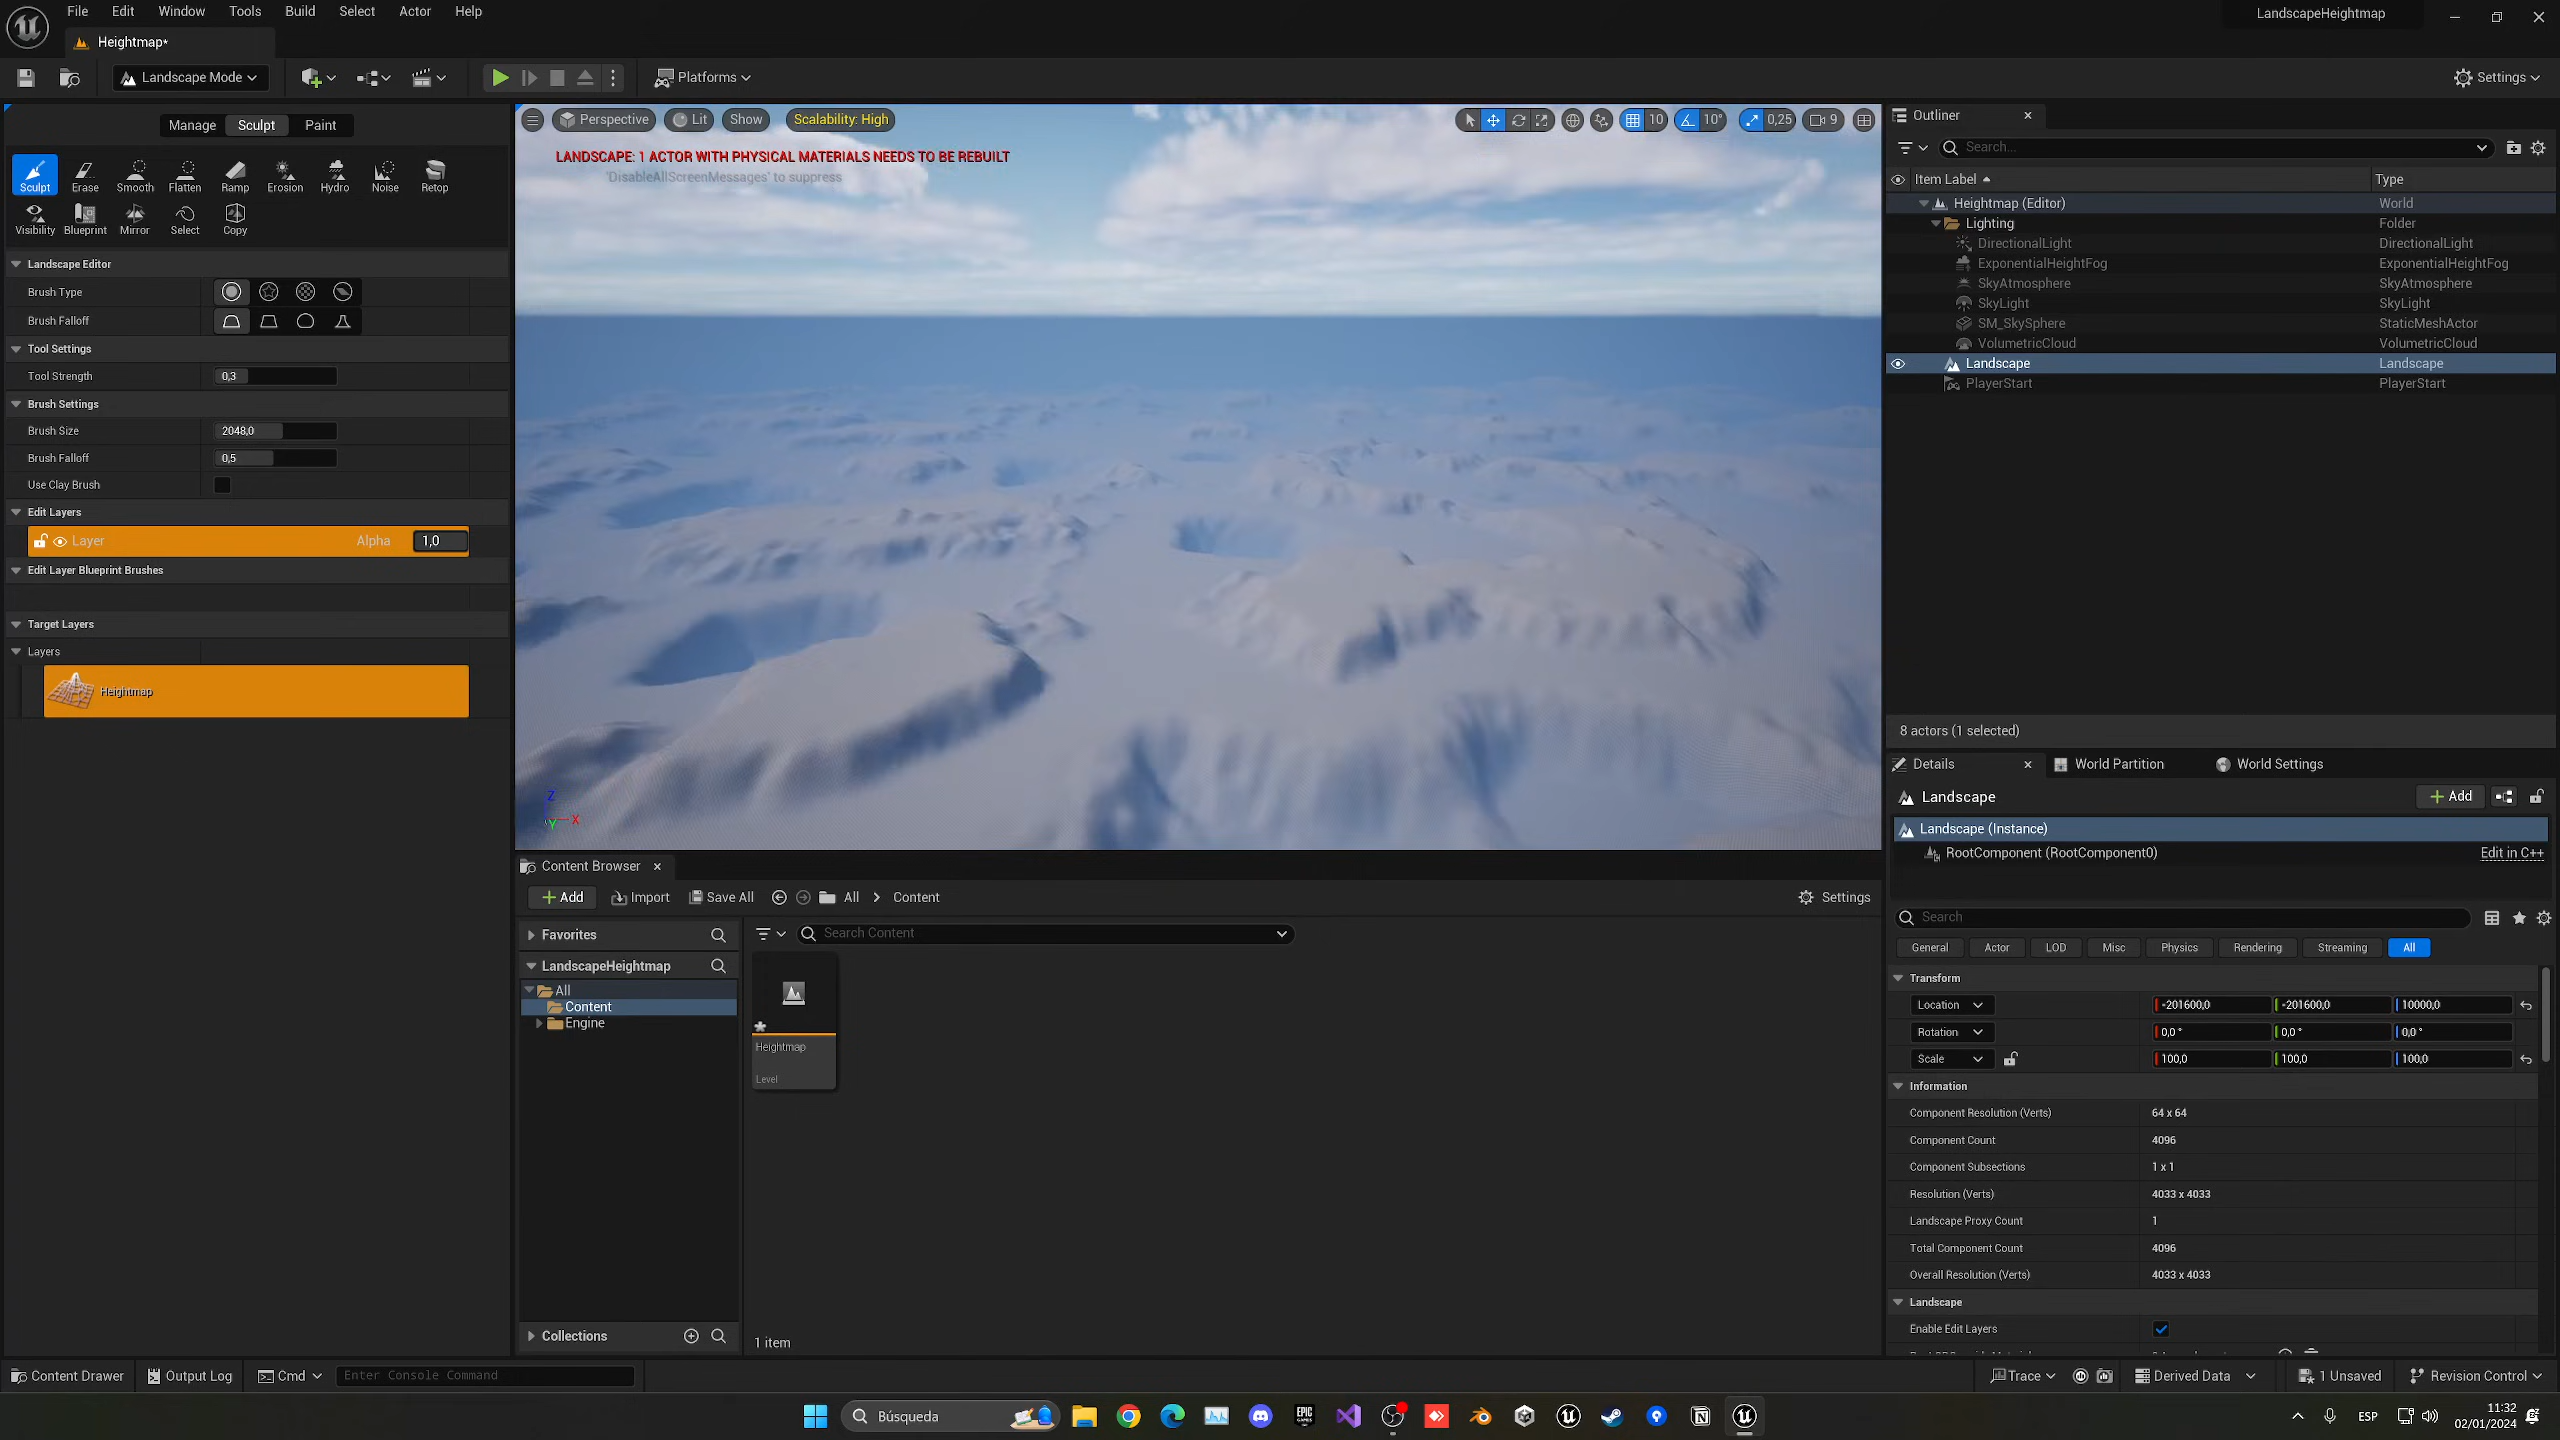 File Edit Window Tools Build Select Actor Help
LandscapeHeightmap
Heightmap*
Landscape Mode
Platforms
Settings
Manage Sculpt Paint
Sculpt Erase Smooth Flatten Ramp Erosion Hydro Noise Retop
Visibility Blueprint Mirror Select Copy
Landscape Editor
Brush Type
Brush Falloff
Tool Settings
Tool Strength 0,3
Brush Settings
Brush Size 2048,0
Brush Falloff 0,5
Use Clay Brush
Edit Layers
Layer Alpha 1,0
Edit Layer Blueprint Brushes
Target Layers
Layers
Heightmap
Perspective Lit Show Scalability: High
10 10° 0,25 9
LANDSCAPE: 1 ACTOR WITH PHYSICAL MATERIALS NEEDS TO BE REBUILT
'DisableAllScreenMessages' to suppress
Z
Y X
Content Browser
Add Import Save All All > Content Settings
Favorites
Search Content
LandscapeHeightmap
All
Content
Engine
Heightmap
Level
Collections
1 item
Outliner
Search...
Item Label Type
Heightmap (Editor) World
Lighting Folder
DirectionalLight DirectionalLight
ExponentialHeightFog ExponentialHeightFog
SkyAtmosphere SkyAtmosphere
SkyLight SkyLight
SM_SkySphere StaticMeshActor
VolumetricCloud VolumetricCloud
Landscape Landscape
PlayerStart PlayerStart
8 actors (1 selected)
Details World Partition World Settings
Landscape Add
Landscape (Instance)
RootComponent (RootComponent0) Edit in C++
Search
General Actor LOD Misc Physics Rendering Streaming All
Transform
Location -201600,0 -201600,0 10000,0
Rotation 0,0 ° 0,0 ° 0,0 °
Scale 100,0 100,0 100,0
Information
Component Resolution (Verts) 64 x 64
Component Count 4096
Component Subsections 1 x 1
Resolution (Verts) 4033 x 4033
Landscape Proxy Count 1
Total Component Count 4096
Overall Resolution (Verts) 4033 x 4033
Landscape
Enable Edit Layers
Content Drawer Output Log Cmd Enter Console Command
Trace Derived Data 1 Unsaved Revision Control
Búsqueda
EPIC GAMES
ESP
11:32
02/01/2024